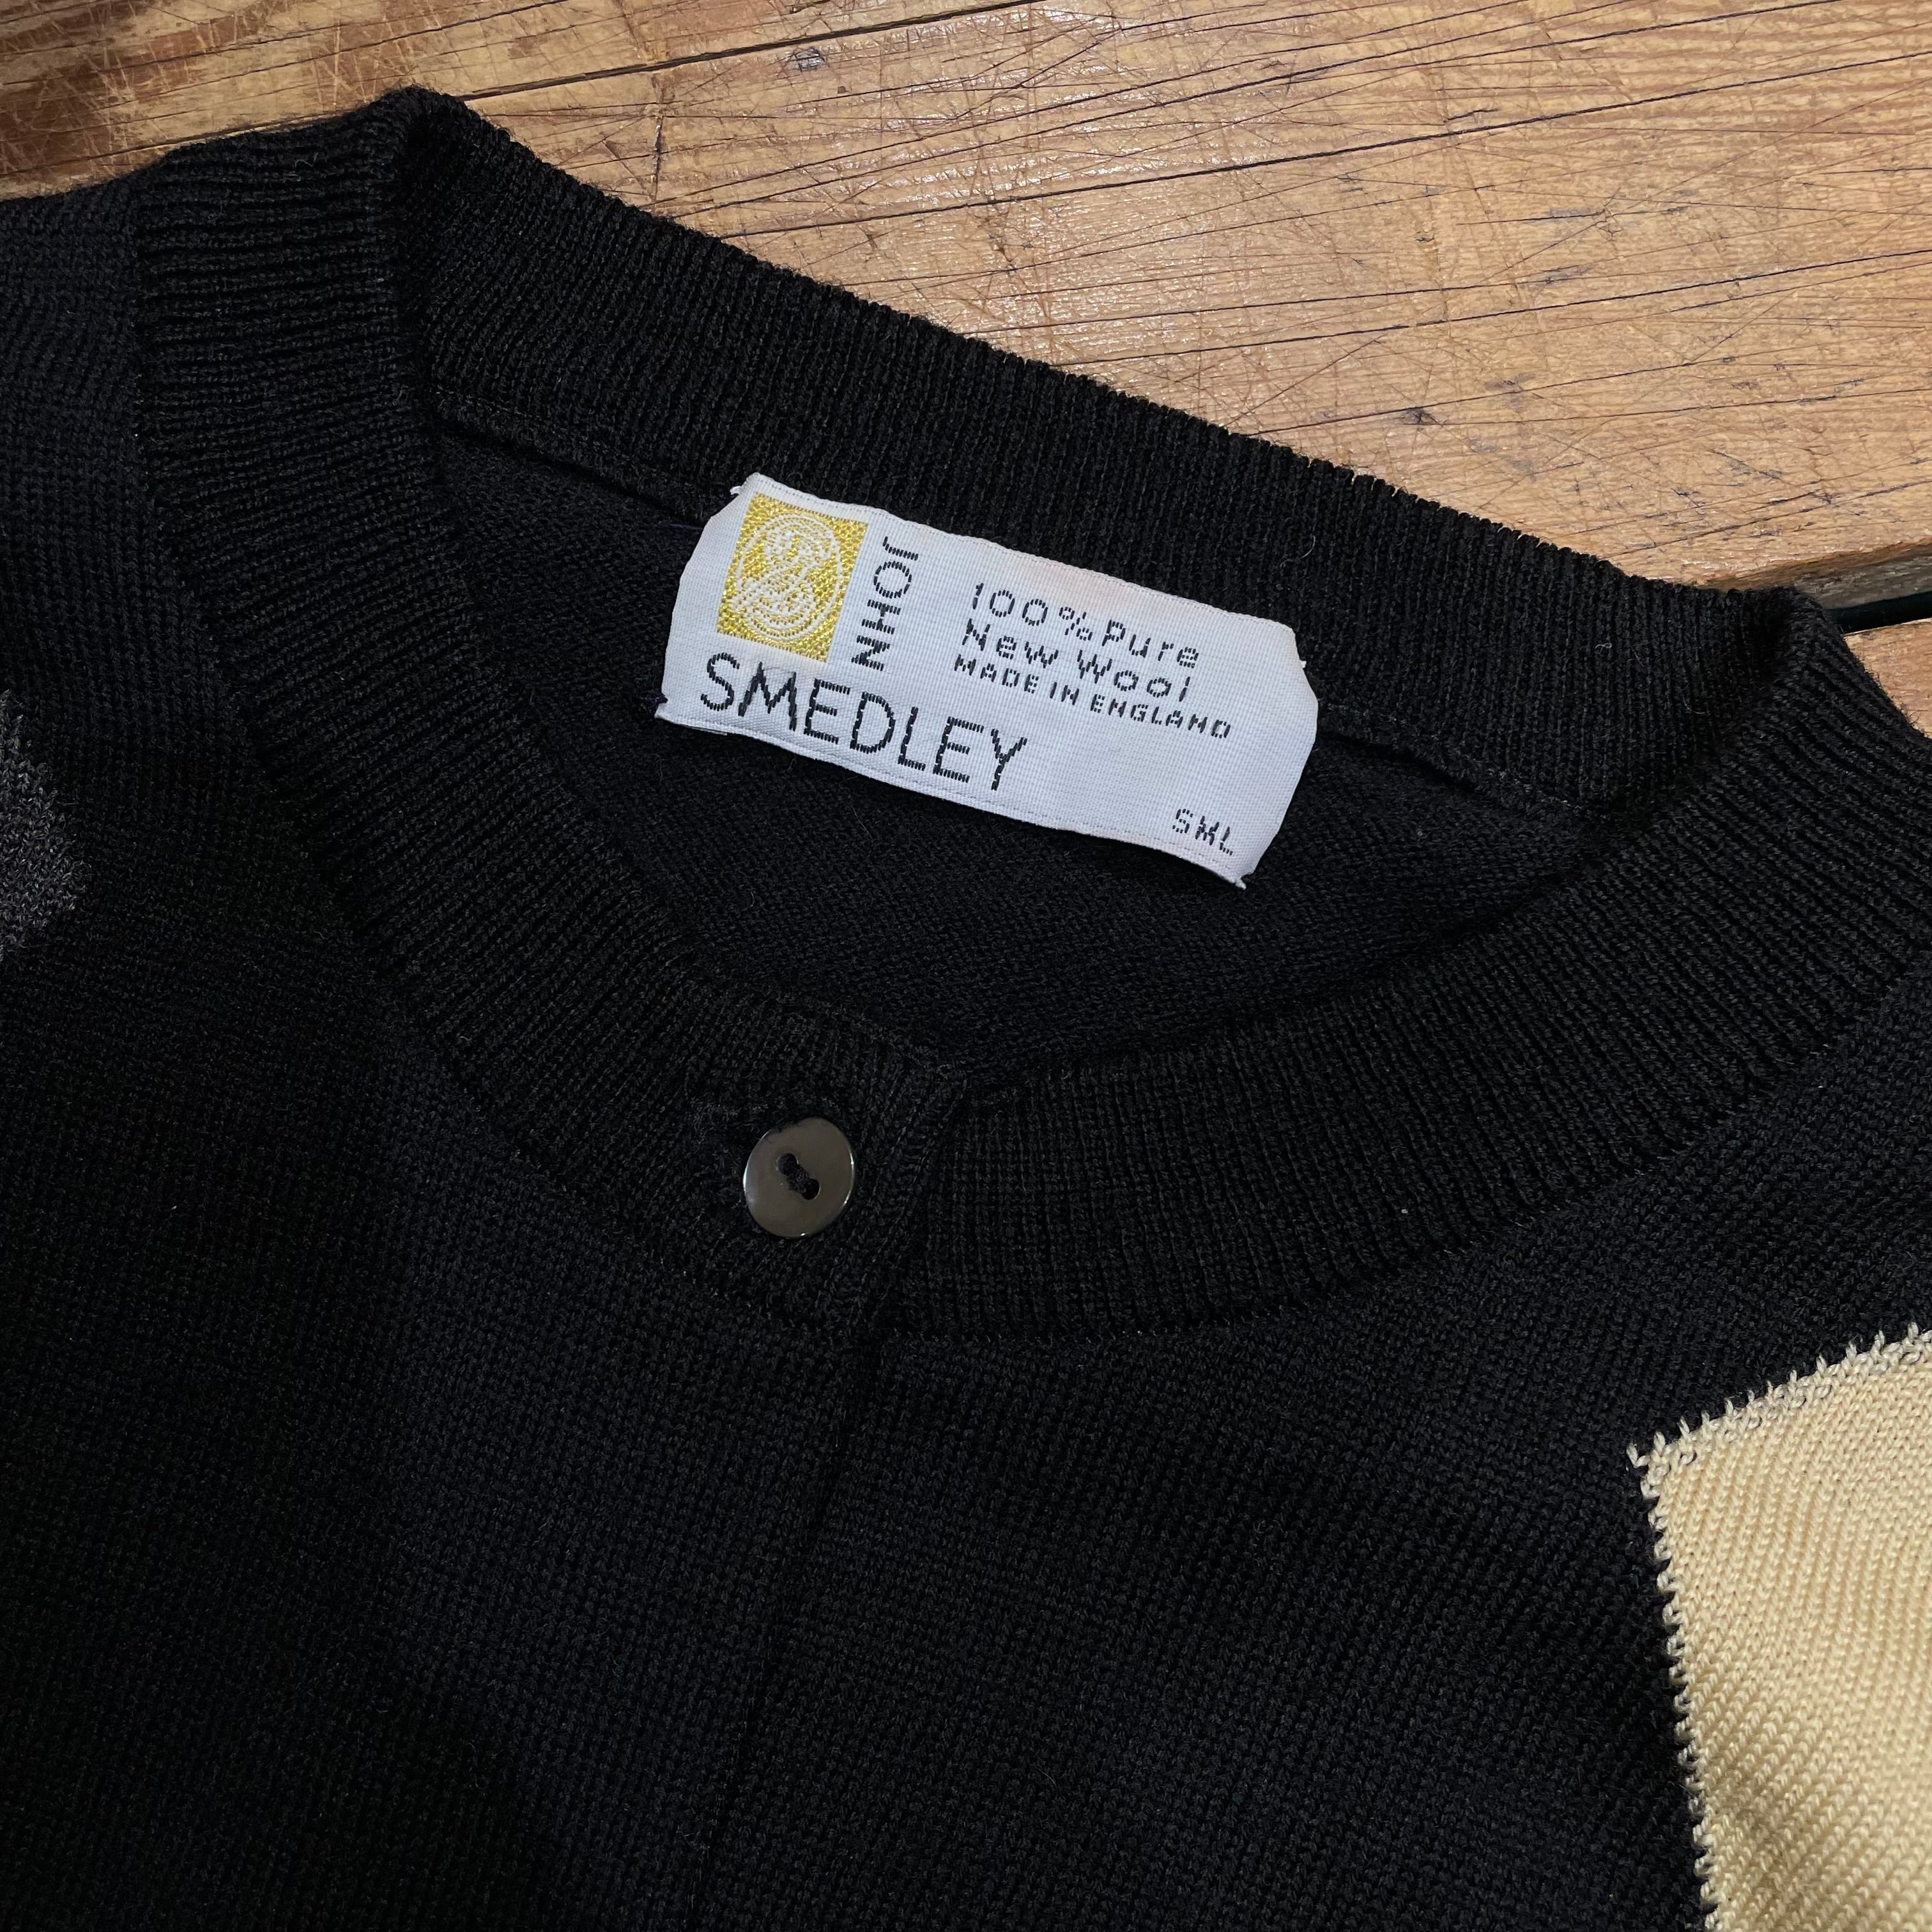 JOHN
SMEDLEY
100% Pure
New Wool
MADE IN ENGLAND
SML